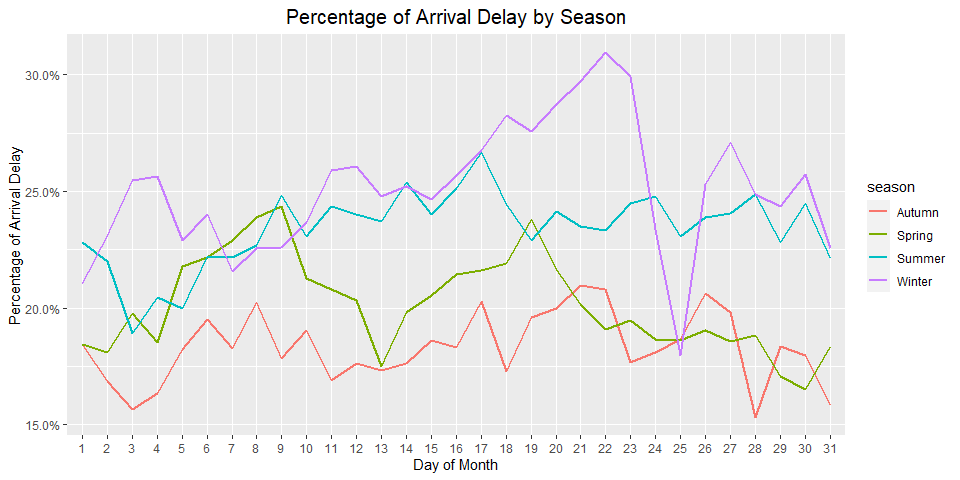 Percentage of Arrival Delay by Season
Percentage of Arrival Delay
30.0%
25.0%
20.0%
15.0%
1 2 3 4 5 6 7 8 9 10 11 12 13 14 15 16 17 18 19 20 21 22 23 24 25 26 27 28 29 30 31
Day of Month
season
Autumn
Spring
Summer
Winter